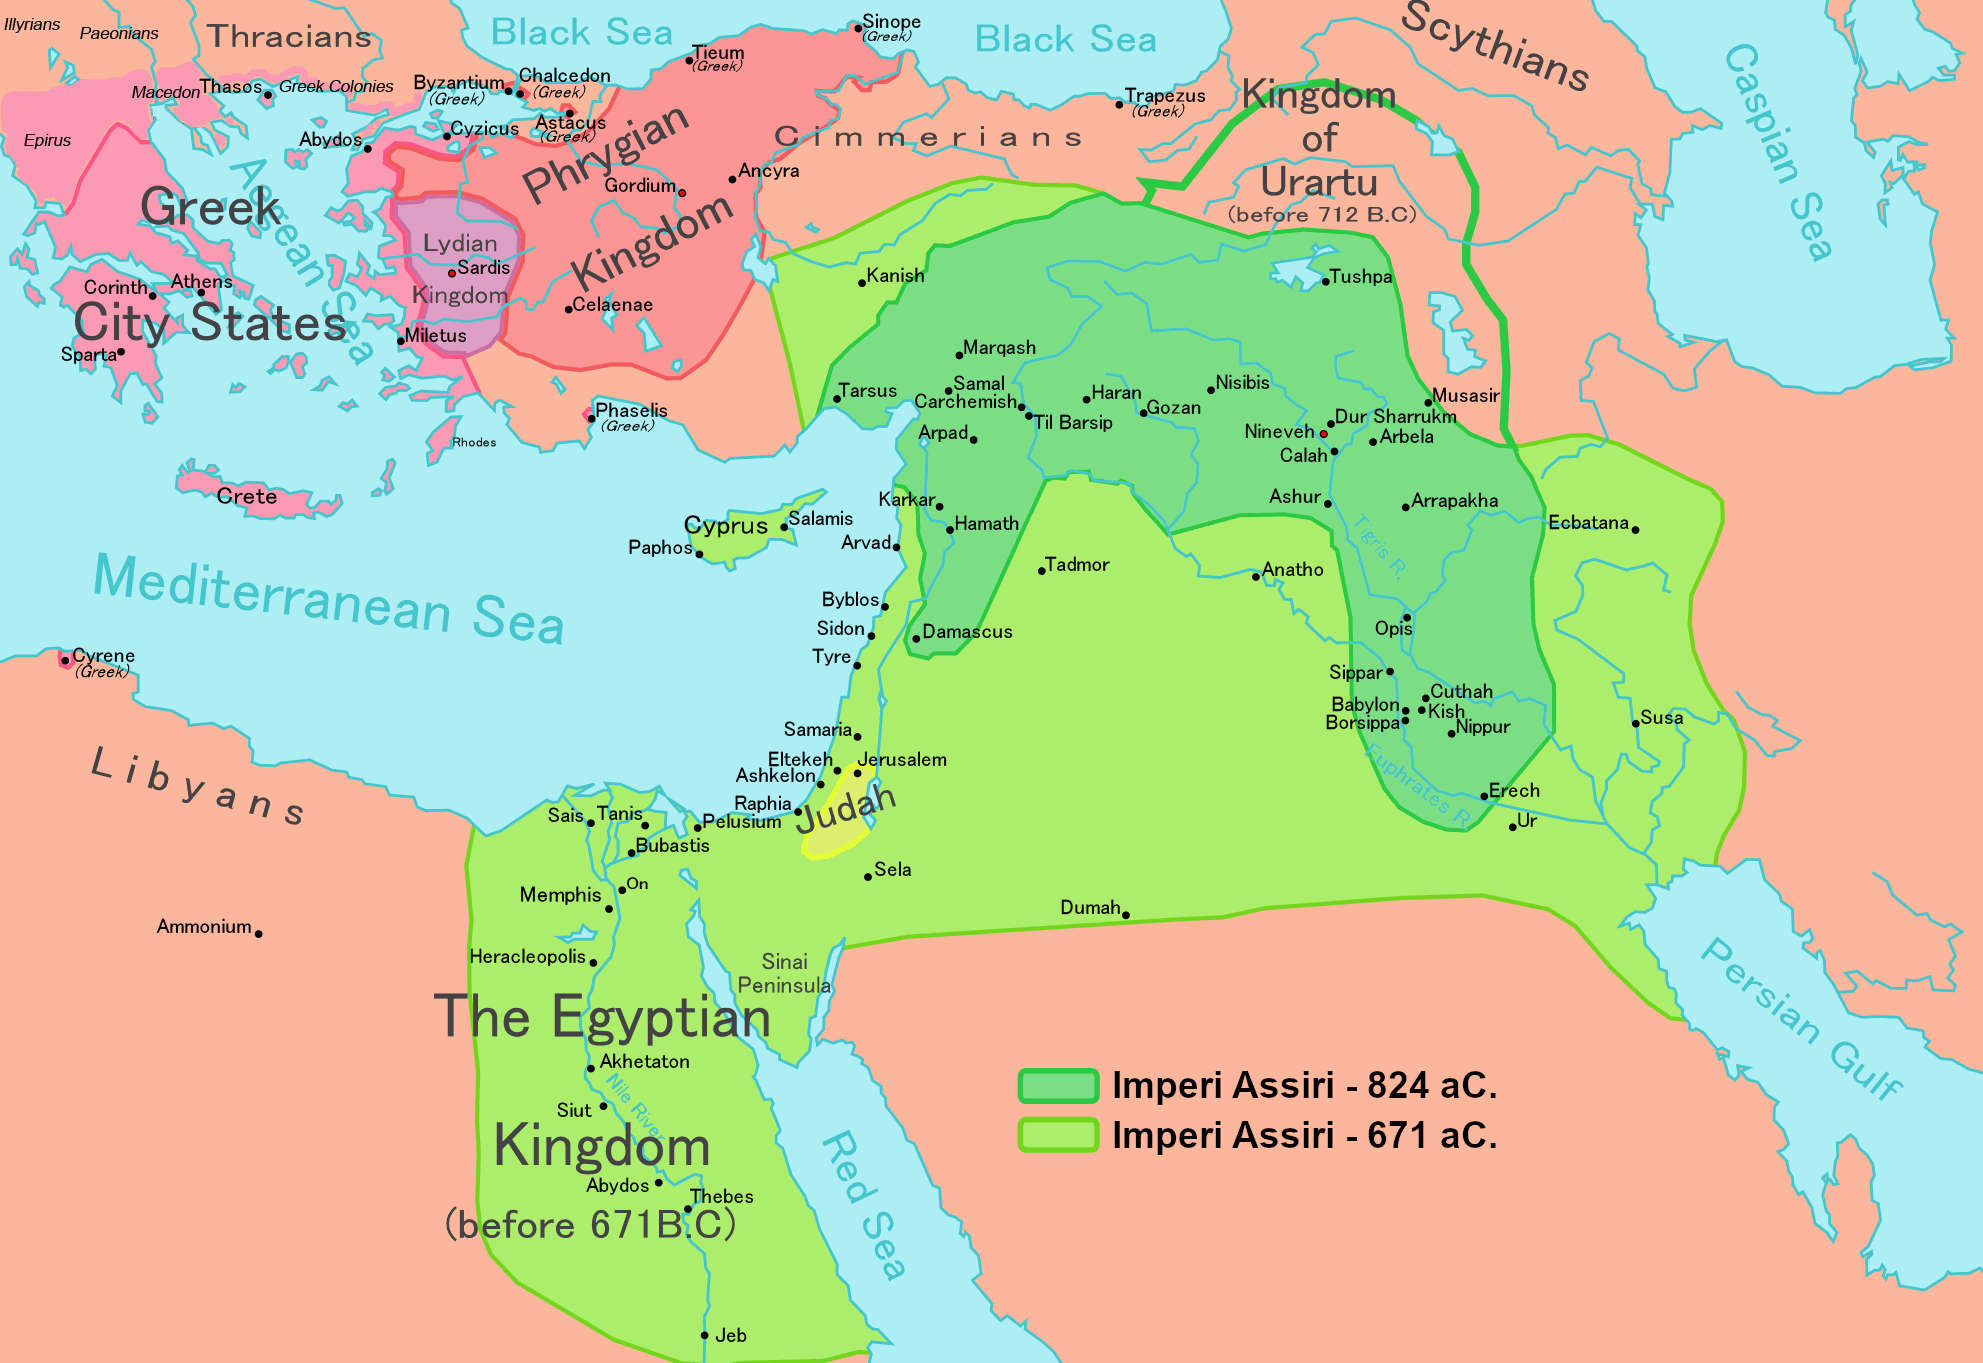 Illyrians
Paeonians
Thracians
Black Sea
Black Sea
Sinope
(Greek)
Scythians
Caspian Sea
Tieum
(Greek)
Macedon
Thasos
Greek Colonies
Byzantium
(Greek)
Chalcedon
(Greek)
Astacus
(Greek)
Trapezus
(Greek)
Kingdom
of
Urartu
(before 712 B.C)
Cimmerians
Epirus
Abydos
Cyzicus
Phrygian
Kingdom
Gordium
Ancyra
Greek
City States
Aegean Sea
Lydian
Kingdom
Sardis
Corinth
Athens
Celaenae
Kanish
Tushpa
Sparta
Miletus
Marqash
Tarsus
Samal
Carchemish
Haran
Nisibis
Musasir
Phaselis
(Greek)
Til Barsip
Gozan
Dur Sharrukm
Nineveh
Arbela
Calah
Rhodes
Arpad
Crete
Karkar
Ashur
Arrapakha
Cyprus
Salamis
Hamath
Ecbatana
Paphos
Arvad
Tigris R.
Tadmor
Anatho
Mediterranean Sea
Byblos
Sidon
Damascus
Opis
Tyre
Cyrene
(Greek)
Sippar
Cuthah
Babylon
Kish
Borsippa
Nippur
Susa
Samaria
Eltekeh
Jerusalem
Ashkelon
Euphrates R.
Libyans
Raphia
Judah
Erech
Sais
Tanis
Pelusium
Ur
Bubastis
Sela
On
Memphis
Dumah
Ammonium
Heracleopolis
Sinai
Peninsula
Persian Gulf
The Egyptian
Kingdom
(before 671B.C)
Akhetaton
Nile River
Siut
Abydos
Thebes
Red Sea
Jeb
Imperi Assiri - 824 aC.
Imperi Assiri - 671 aC.